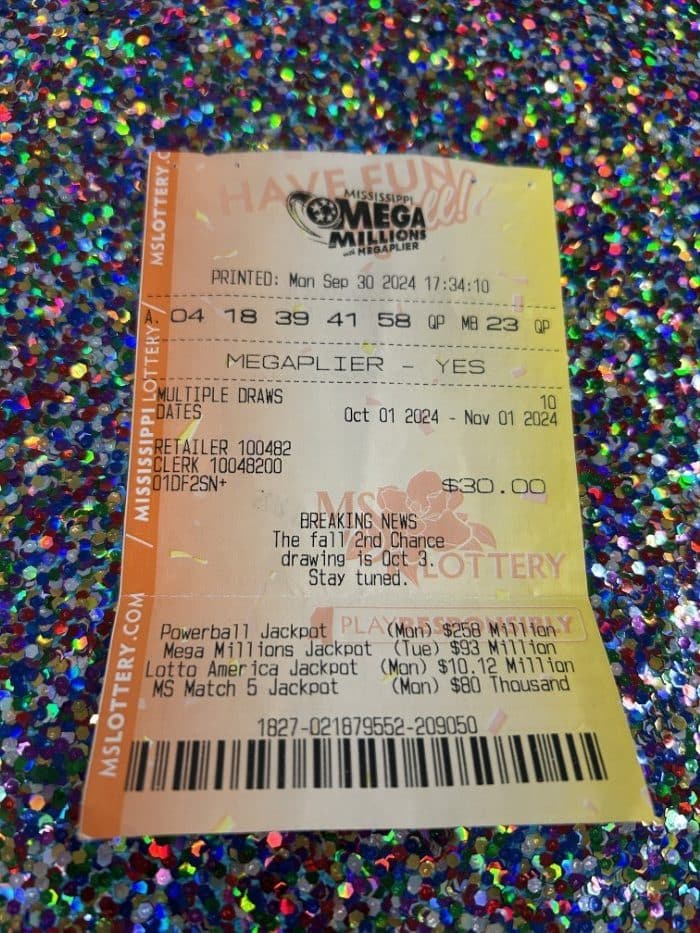 HAVE FUN
MISSISSIPPI
MEGA
MILLIONS
with MEGAPLIER
PRINTED: Mon Sep 30 2024 17:34:10
A. 04 18 39 41 58 QP MB 23 QP
MEGAPLIER - YES
MULTIPLE DRAWS 10
DATES Oct 01 2024 - Nov 01 2024
RETAILER 100482
CLERK 10048200
01DF2SN+
$30.00
BREAKING NEWS
The fall 2nd Chance
drawing is Oct 3.
Stay tuned.
MS
LOTTERY
PLAY RESPONSIBLY
Powerball Jackpot (Mon) $258 Million
Mega Millions Jackpot (Tue) $93 Million
Lotto America Jackpot (Mon) $10.12 Million
MS Match 5 Jackpot (Mon) $80 Thousand
1827-021879552-209050
MSLOTTERY.COM / MISSISSIPPI LOTTERY / MSLOTTERY.C